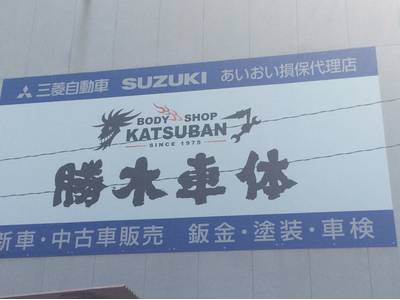 三菱自動車 SUZUKI あいおい損保代理店
BODY SHOP
KATSUBAN
SINCE 1975
勝木車体
新車・中古車販売 鈑金・塗装・車検